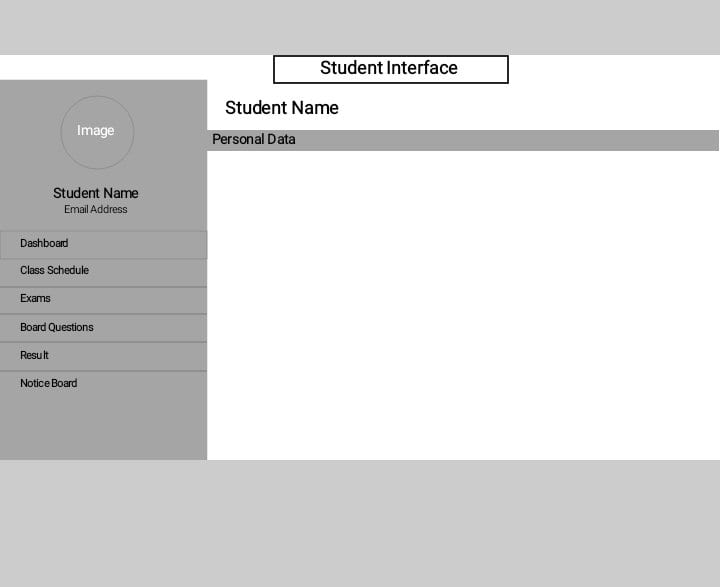 Student Interface
Student Name
Personal Data
Image
Student Name
Email Address
Dashboard
Class Schedule
Exams
Board Questions
Result
Notice Board